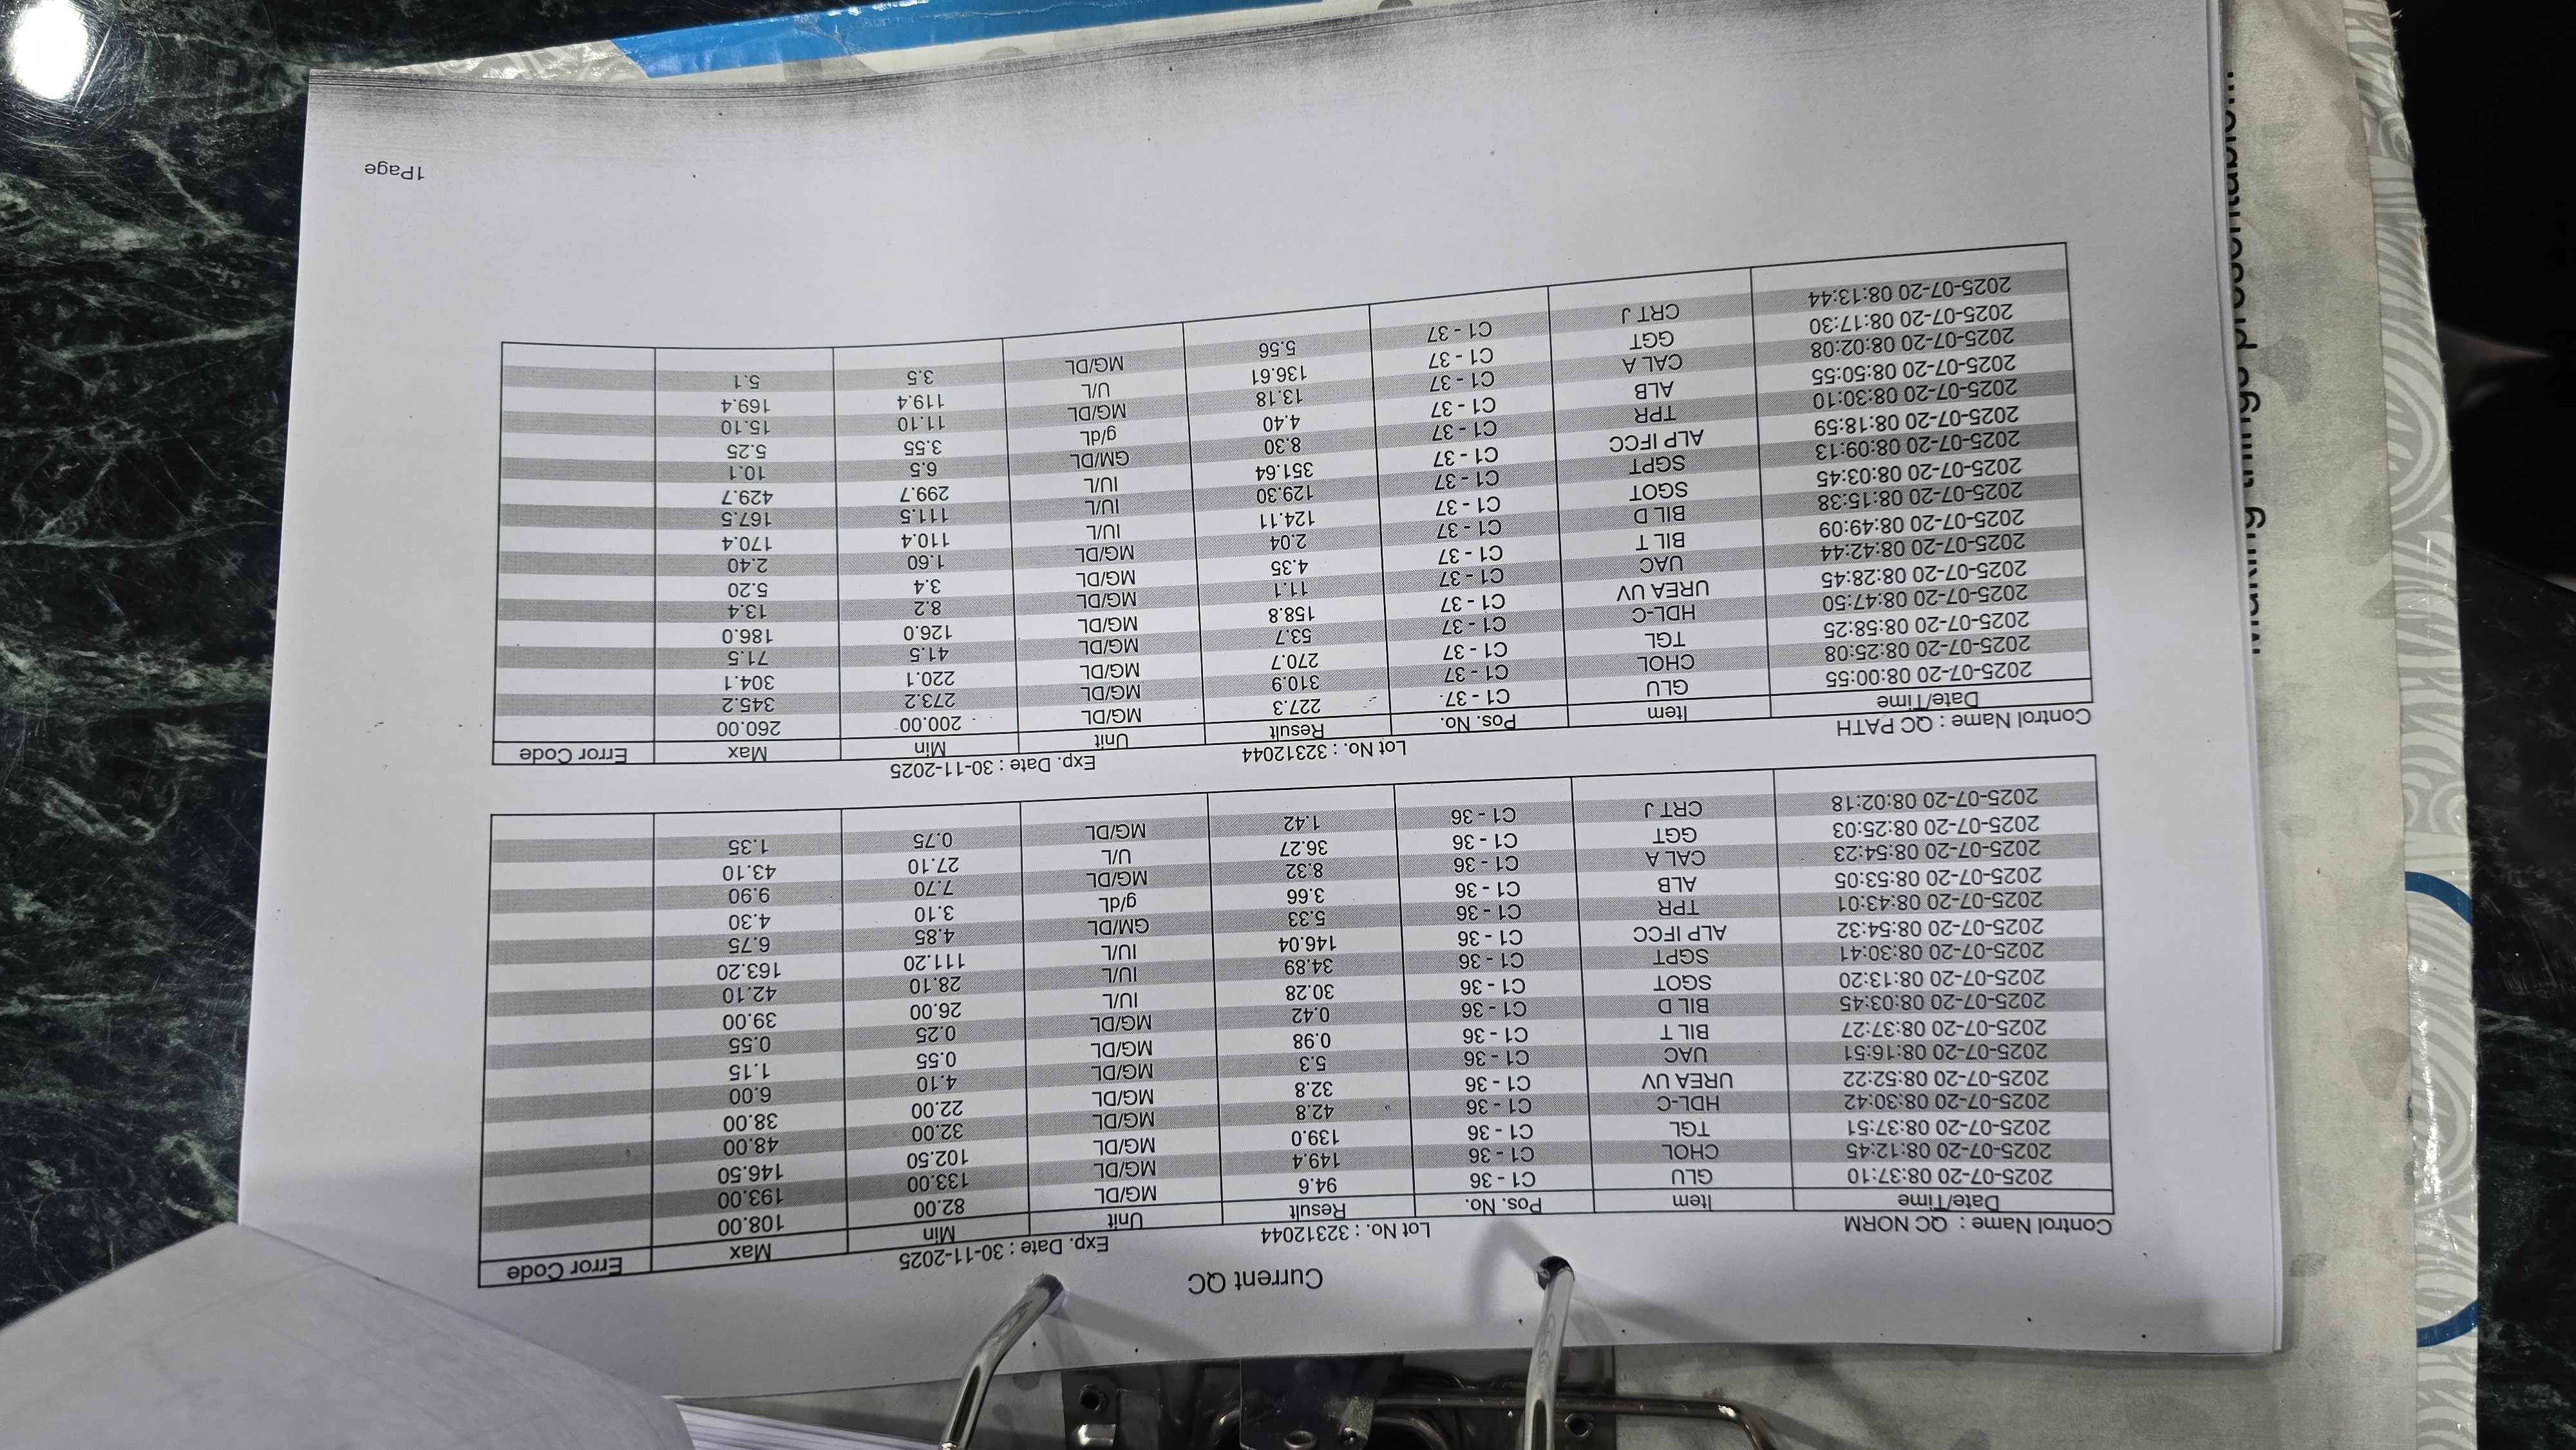 Current QC
Control Name : QC NORM Lot No. : 32312044 Exp. Date : 30-11-2025
Date/Time Item Pos. No. Result Unit Min Max Error Code
2025-07-20 08:37:10 GLU C1 - 36 94.6 MG/DL 82.00 108.00
2025-07-20 08:12:45 CHOL C1 - 36 149.4 MG/DL 133.00 193.00
2025-07-20 08:37:51 TGL C1 - 36 139.0 MG/DL 102.50 146.50
2025-07-20 08:30:42 HDL-C C1 - 36 42.8 MG/DL 32.00 48.00
2025-07-20 08:52:22 UREA UV C1 - 36 32.8 MG/DL 22.00 38.00
2025-07-20 08:16:51 UAC C1 - 36 5.3 MG/DL 4.10 6.00
2025-07-20 08:37:27 BIL T C1 - 36 0.98 MG/DL 0.55 1.15
2025-07-20 08:03:45 BIL D C1 - 36 0.42 MG/DL 0.25 0.55
2025-07-20 08:13:20 SGOT C1 - 36 30.28 IU/L 26.00 39.00
2025-07-20 08:30:41 SGPT C1 - 36 34.89 IU/L 28.10 42.10
2025-07-20 08:54:32 ALP IFCC C1 - 36 146.04 IU/L 111.20 163.20
2025-07-20 08:43:01 TPR C1 - 36 5.33 GM/DL 4.85 6.75
2025-07-20 08:53:05 ALB C1 - 36 3.66 g/dL 3.10 4.30
2025-07-20 08:54:23 CAL A C1 - 36 8.32 MG/DL 7.70 9.90
2025-07-20 08:25:03 GGT C1 - 36 36.27 U/L 27.10 43.10
2025-07-20 08:02:18 CRT J C1 - 36 1.42 MG/DL 0.75 1.35
Control Name : QC PATH Lot No. : 32312044 Exp. Date : 30-11-2025
Date/Time Item Pos. No. Result Unit Min Max Error Code
2025-07-20 08:00:55 GLU C1 - 37 227.3 MG/DL 200.00 260.00
2025-07-20 08:25:08 CHOL C1 - 37 310.9 MG/DL 273.2 345.2
2025-07-20 08:58:25 TGL C1 - 37 270.7 MG/DL 220.1 304.1
2025-07-20 08:47:50 HDL-C C1 - 37 53.7 MG/DL 41.5 71.5
2025-07-20 08:28:45 UREA UV C1 - 37 158.8 MG/DL 126.0 186.0
2025-07-20 08:42:44 UAC C1 - 37 11.1 MG/DL 8.2 13.4
2025-07-20 08:49:09 BIL T C1 - 37 4.35 MG/DL 3.4 5.20
2025-07-20 08:15:38 BIL D C1 - 37 2.04 MG/DL 1.60 2.40
2025-07-20 08:03:45 SGOT C1 - 37 124.11 IU/L 110.4 170.4
2025-07-20 08:09:13 SGPT C1 - 37 129.30 IU/L 111.5 167.5
2025-07-20 08:18:59 ALP IFCC C1 - 37 351.64 IU/L 299.7 429.7
2025-07-20 08:30:10 TPR C1 - 37 8.30 GM/DL 6.5 10.1
2025-07-20 08:50:55 ALB C1 - 37 4.40 g/dL 3.55 5.25
2025-07-20 08:02:08 CAL A C1 - 37 13.18 MG/DL 11.10 15.10
2025-07-20 08:17:30 GGT C1 - 37 136.61 U/L 119.4 169.4
2025-07-20 08:13:44 CRT J C1 - 37 5.56 MG/DL 3.5 5.1
1Page
Making things presentable...